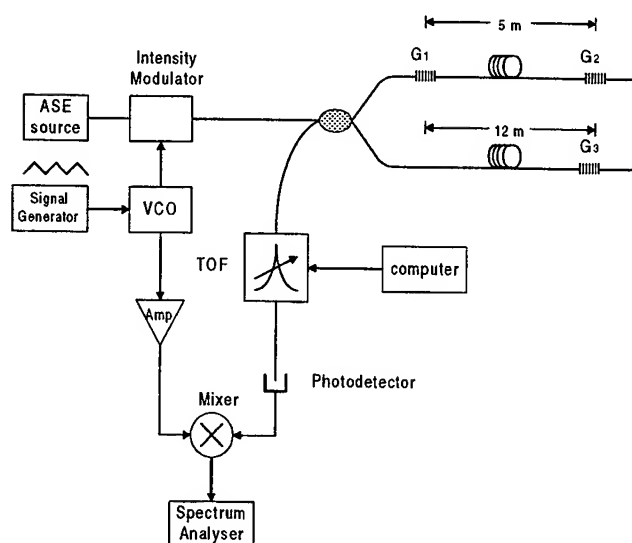 5 m
Intensity
Modulator
G1
G2
ASE
source
12 m
G3
Signal
Generator
VCO
TOF
computer
Amp
Photodetector
Mixer
Spectrum
Analyser